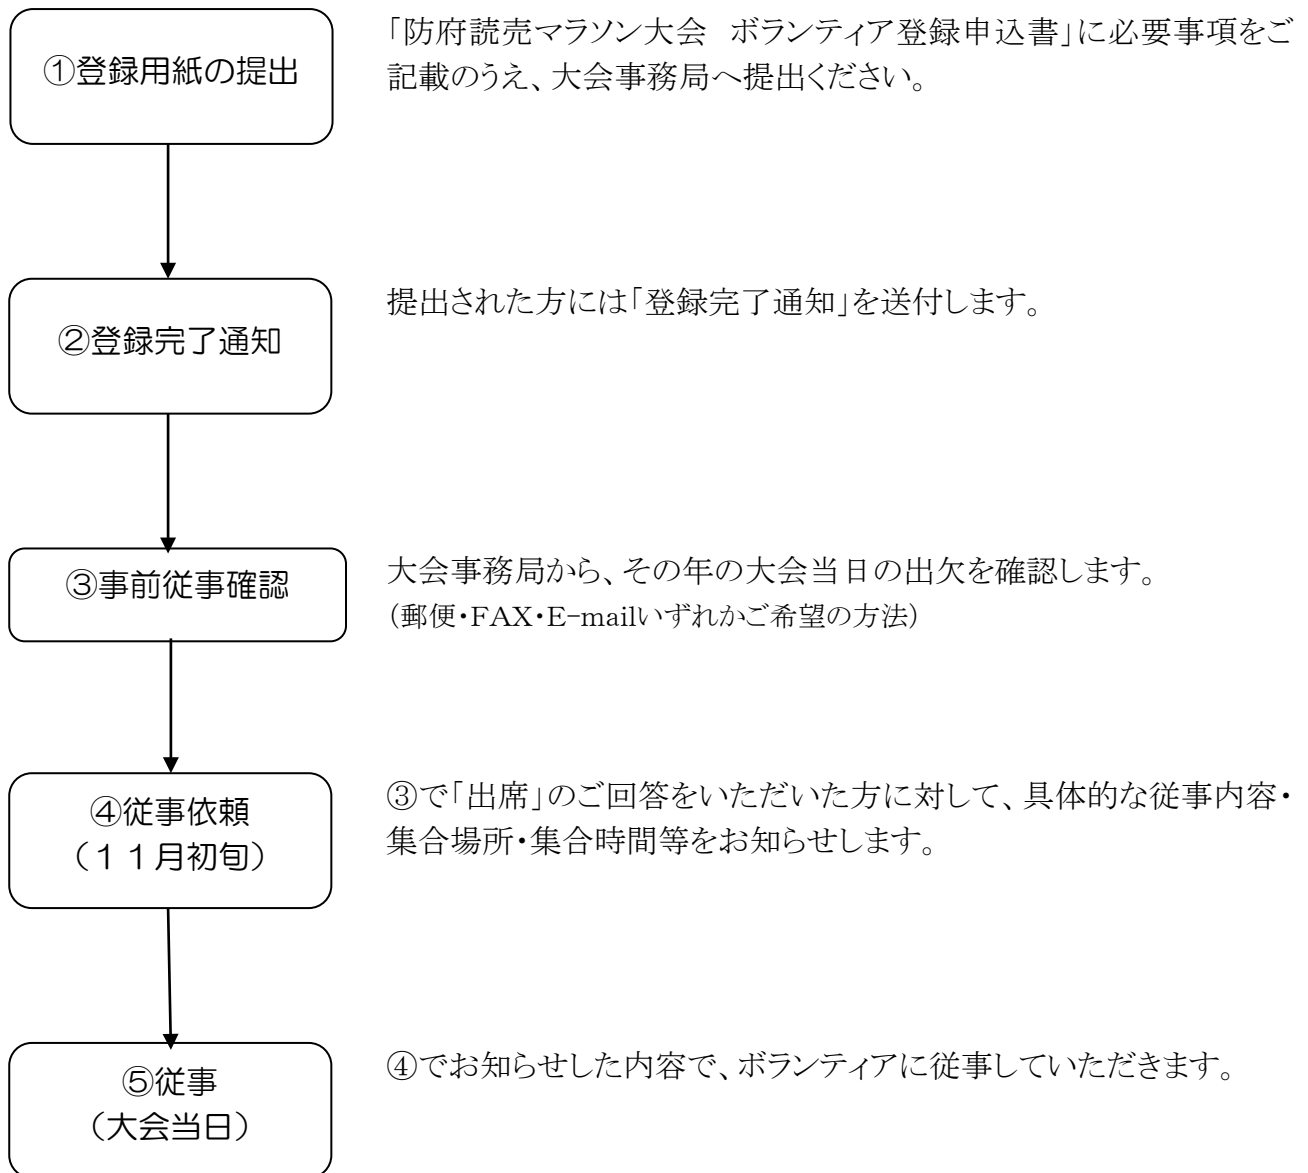 ①登録用紙の提出
「防府読売マラソン大会　ボランティア登録申込書」に必要事項をご
記載のうえ、大会事務局へ提出ください。
②登録完了通知
提出された方には「登録完了通知」を送付します。
③事前従事確認
大会事務局から、その年の大会当日の出欠を確認します。
（郵便・FAX・E-mailいずれかご希望の方法）
④従事依頼
（１１月初旬）
③で「出席」のご回答をいただいた方に対して、具体的な従事内容・
集合場所・集合時間等をお知らせします。
⑤従事
（大会当日）
④でお知らせした内容で、ボランティアに従事していただきます。